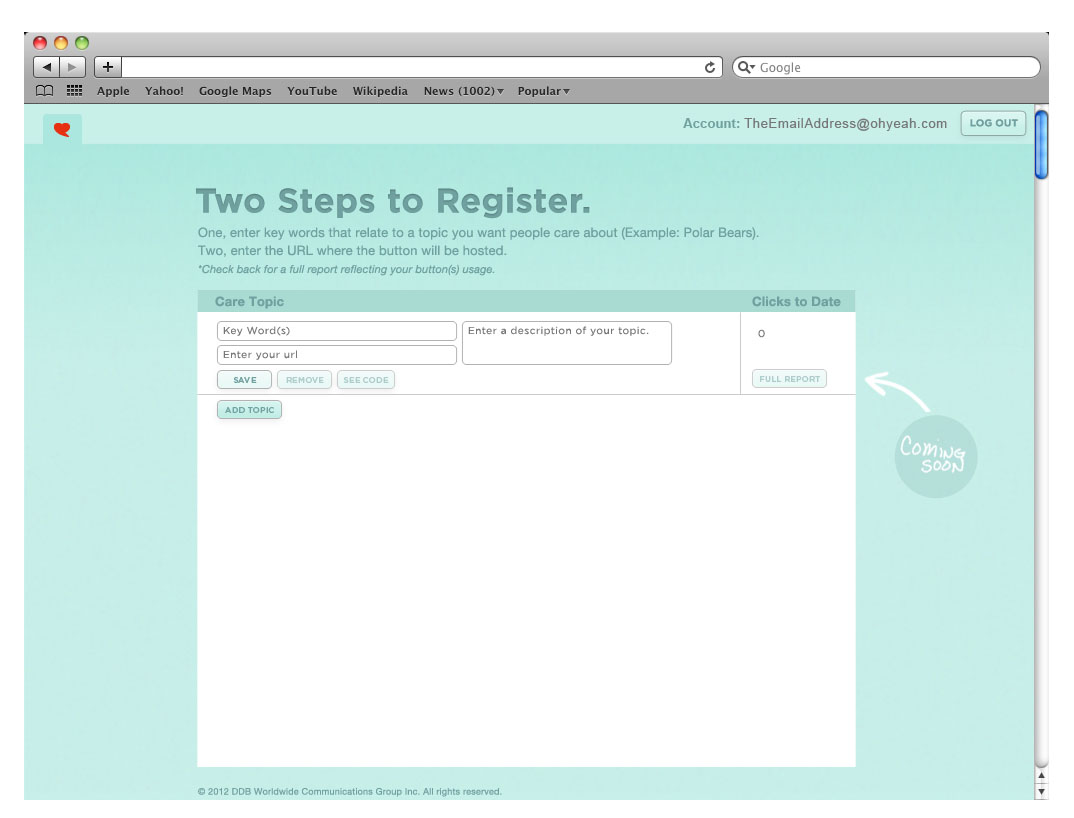 Google
Apple Yahoo! Google Maps YouTube Wikipedia News (1002) Popular
Account: TheEmailAddress@ohyeah.com LOG OUT
Two Steps to Register.
One, enter key words that relate to a topic you want people care about (Example: Polar Bears).
Two, enter the URL where the button will be hosted.
*Check back for a full report reflecting your button(s) usage.
Care Topic Clicks to Date
Key Word(s) Enter a description of your topic. 0
Enter your url
SAVE REMOVE SEE CODE FULL REPORT
ADD TOPIC
Coming
SOON
© 2012 DDB Worldwide Communications Group Inc. All rights reserved.